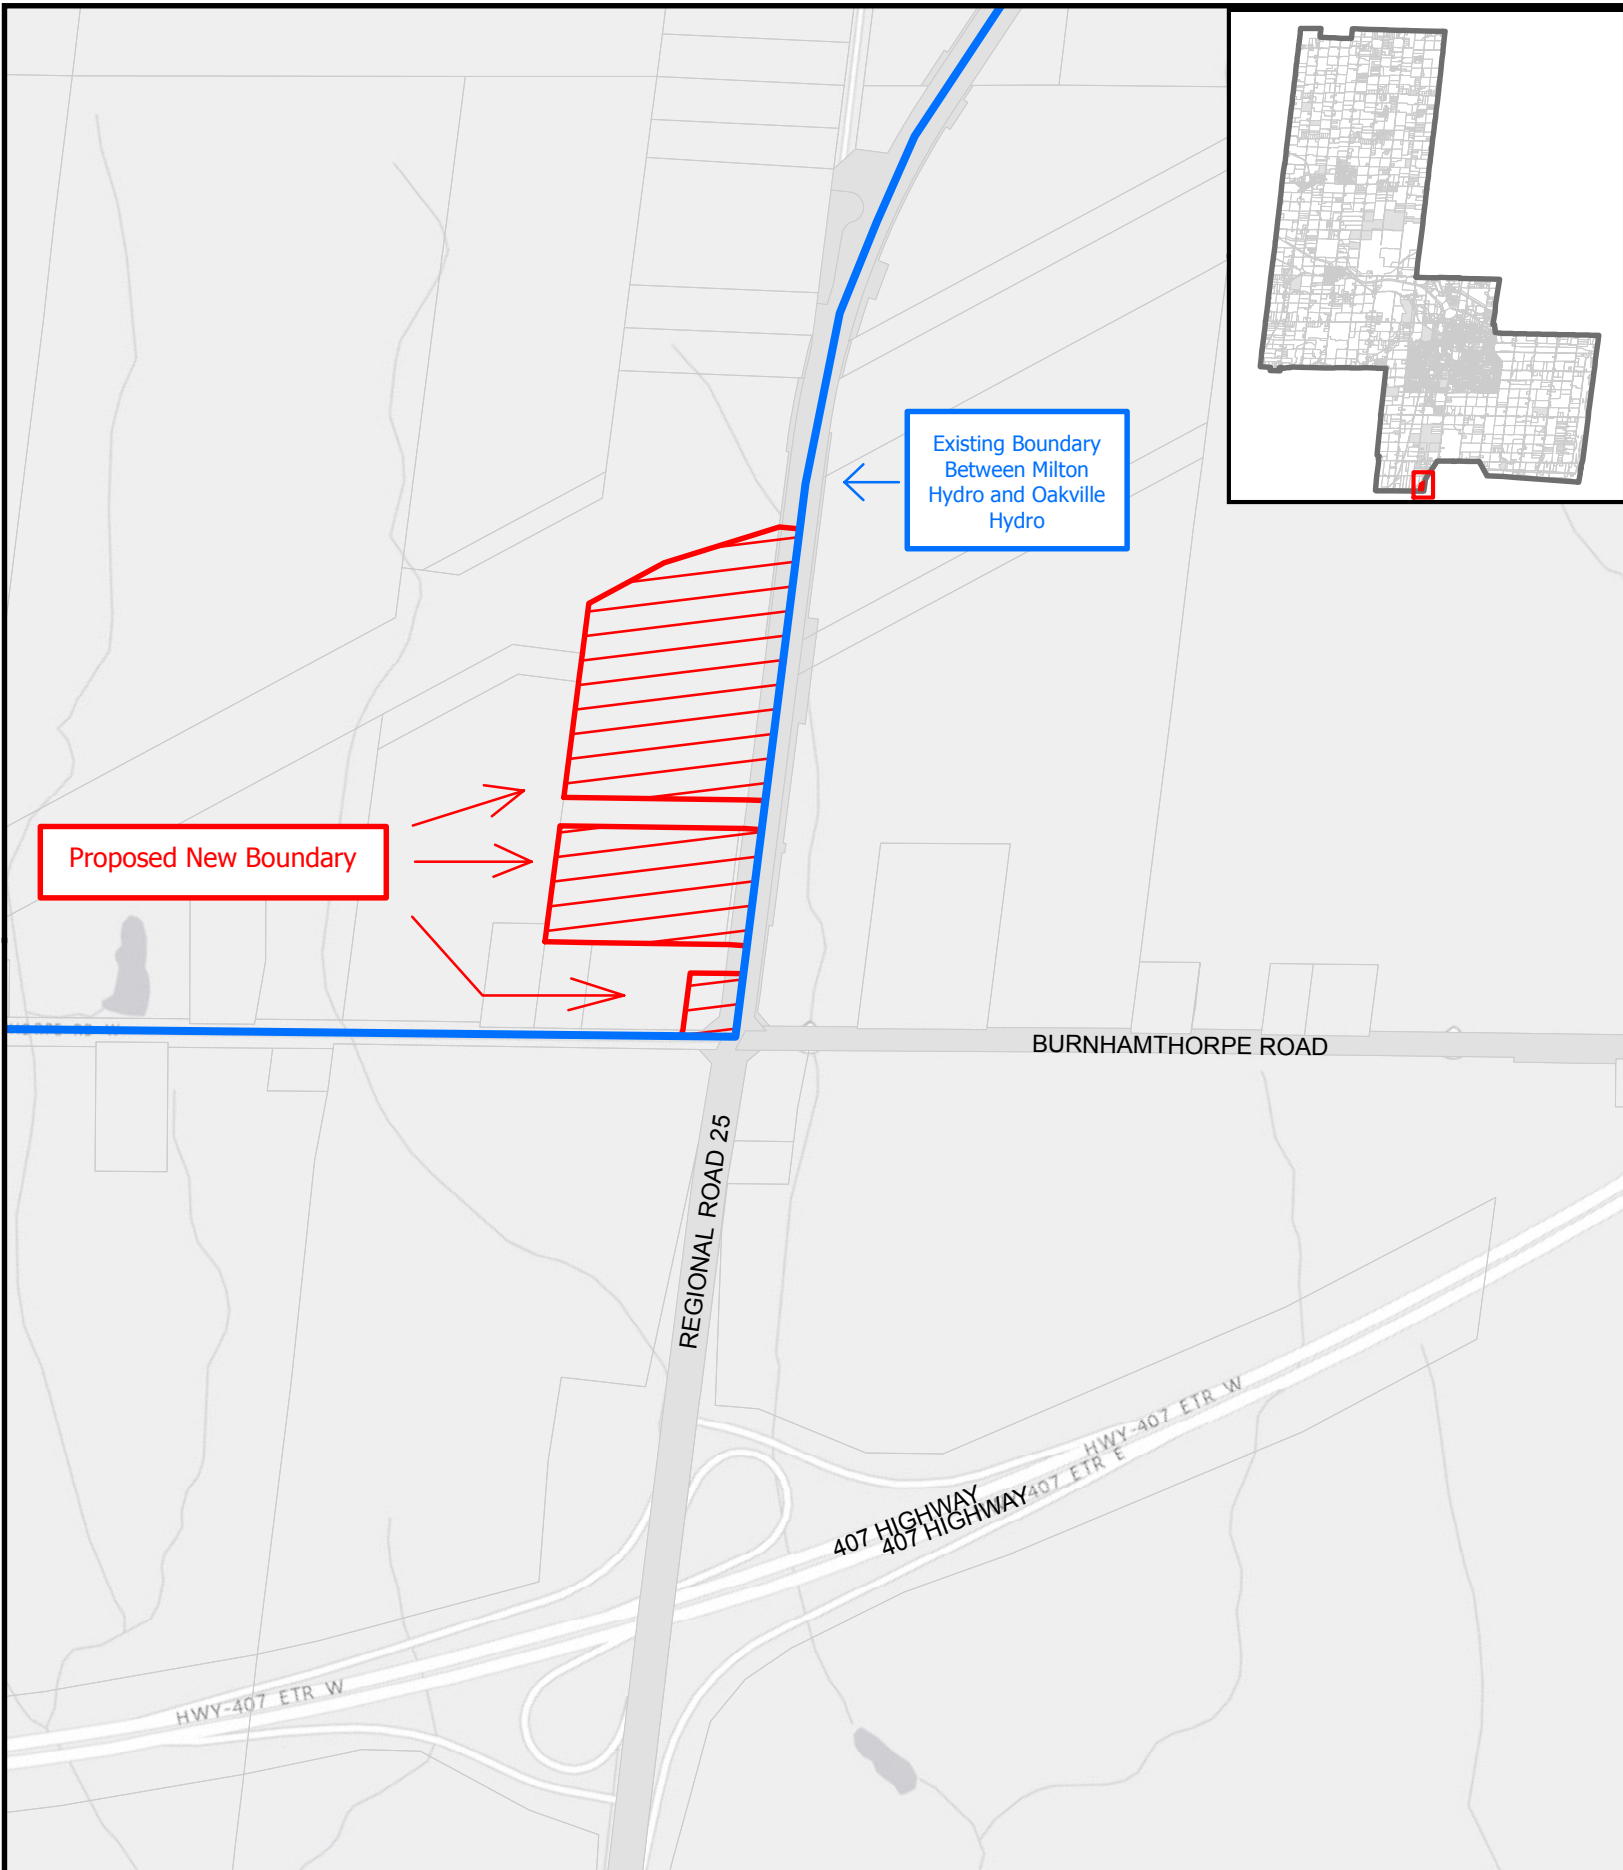 Existing Boundary
Between Milton
Hydro and Oakville
Hydro
Proposed New Boundary
RD W
BURNHAMTHORPE ROAD
REGIONAL ROAD 25
HWY-407 ETR W
407 ETR E
407 HIGHWAY
407 HIGHWAY
HWY-407 ETR W